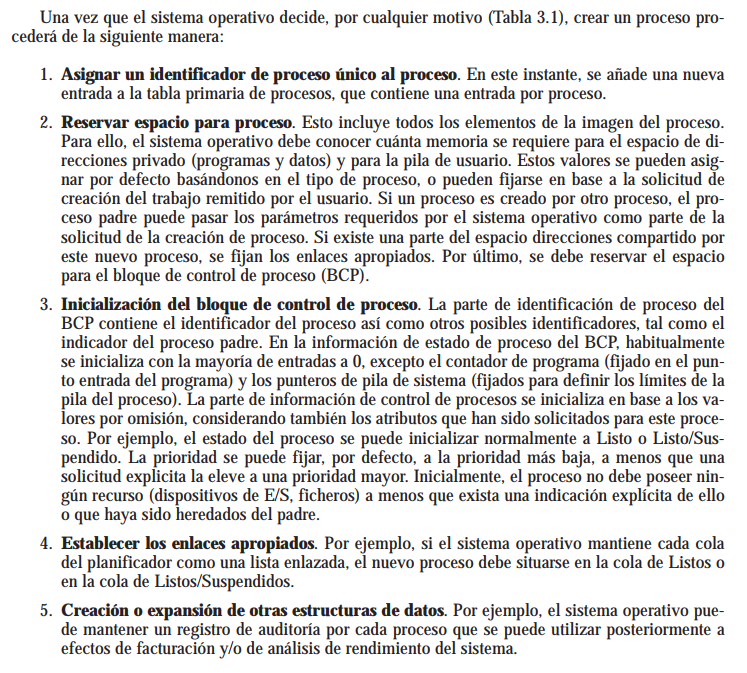 Una vez que el sistema operativo decide, por cualquier motivo (Tabla 3.1), crear un proceso pro-
cederá de la siguiente manera:
1. Asignar un identificador de proceso único al proceso. En este instante, se añade una nueva
entrada a la tabla primaria de procesos, que contiene una entrada por proceso.
2. Reservar espacio para proceso. Esto incluye todos los elementos de la imagen del proceso.
Para ello, el sistema operativo debe conocer cuánta memoria se requiere para el espacio de di-
recciones privado (programas y datos) y para la pila de usuario. Estos valores se pueden asig-
nar por defecto basándonos en el tipo de proceso, o pueden fijarse en base a la solicitud de
creación del trabajo remitido por el usuario. Si un proceso es creado por otro proceso, el pro-
ceso padre puede pasar los parámetros requeridos por el sistema operativo como parte de la
solicitud de la creación de proceso. Si existe una parte del espacio direcciones compartido por
este nuevo proceso, se fijan los enlaces apropiados. Por último, se debe reservar el espacio
para el bloque de control de proceso (BCP).
3. Inicialización del bloque de control de proceso. La parte de identificación de proceso del
BCP contiene el identificador del proceso así como otros posibles identificadores, tal como el
indicador del proceso padre. En la información de estado de proceso del BCP, habitualmente
se inicializa con la mayoría de entradas a 0, excepto el contador de programa (fijado en el pun-
to entrada del programa) y los punteros de pila de sistema (fijados para definir los límites de la
pila del proceso). La parte de información de control de procesos se inicializa en base a los va-
lores por omisión, considerando también los atributos que han sido solicitados para este proce-
so. Por ejemplo, el estado del proceso se puede inicializar normalmente a Listo o Listo/Sus-
pendido. La prioridad se puede fijar, por defecto, a la prioridad más baja, a menos que una
solicitud explicita la eleve a una prioridad mayor. Inicialmente, el proceso no debe poseer nin-
gún recurso (dispositivos de E/S, ficheros) a menos que exista una indicación explícita de ello
o que haya sido heredados del padre.
4. Establecer los enlaces apropiados. Por ejemplo, si el sistema operativo mantiene cada cola
del planificador como una lista enlazada, el nuevo proceso debe situarse en la cola de Listos o
en la cola de Listos/Suspendidos.
5. Creación o expansión de otras estructuras de datos. Por ejemplo, el sistema operativo pue-
de mantener un registro de auditoría por cada proceso que se puede utilizar posteriormente a
efectos de facturación y/o de análisis de rendimiento del sistema.